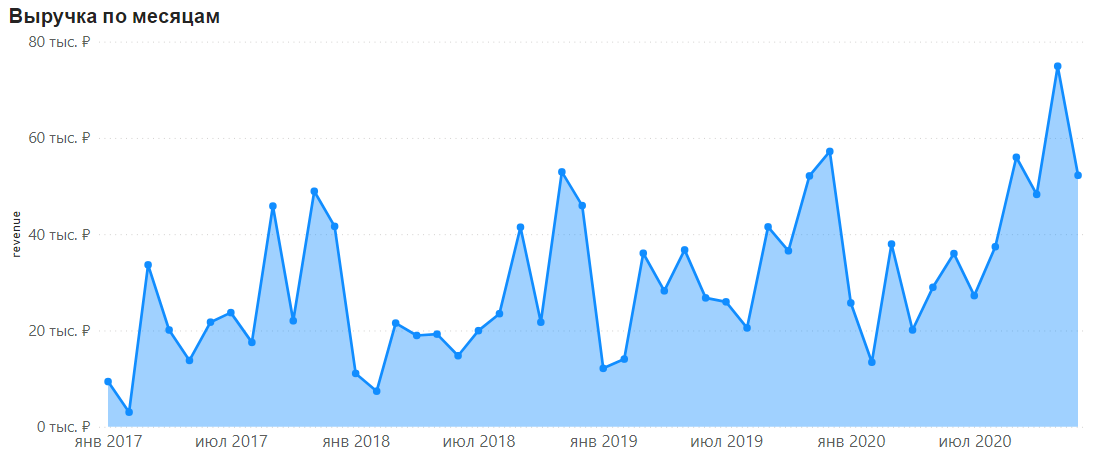 Выручка по месяцам
80 тыс. ₽
60 тыс. ₽
40 тыс. ₽
20 тыс. ₽
0 тыс. ₽
revenue
янв 2017 июл 2017 янв 2018 июл 2018 янв 2019 июл 2019 янв 2020 июл 2020